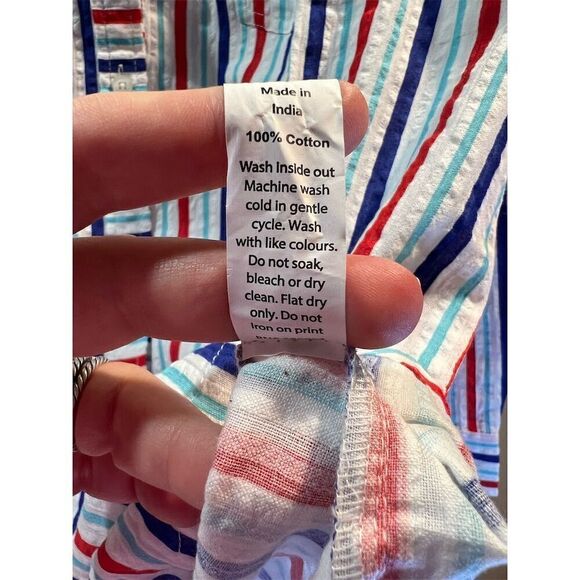 Made in
India
100% Cotton
Wash Inside out
Machine wash
cold in gentle
cycle. Wash
with like colours.
Do not soak,
bleach or dry
clean. Flat dry
only. Do not
Iron on print